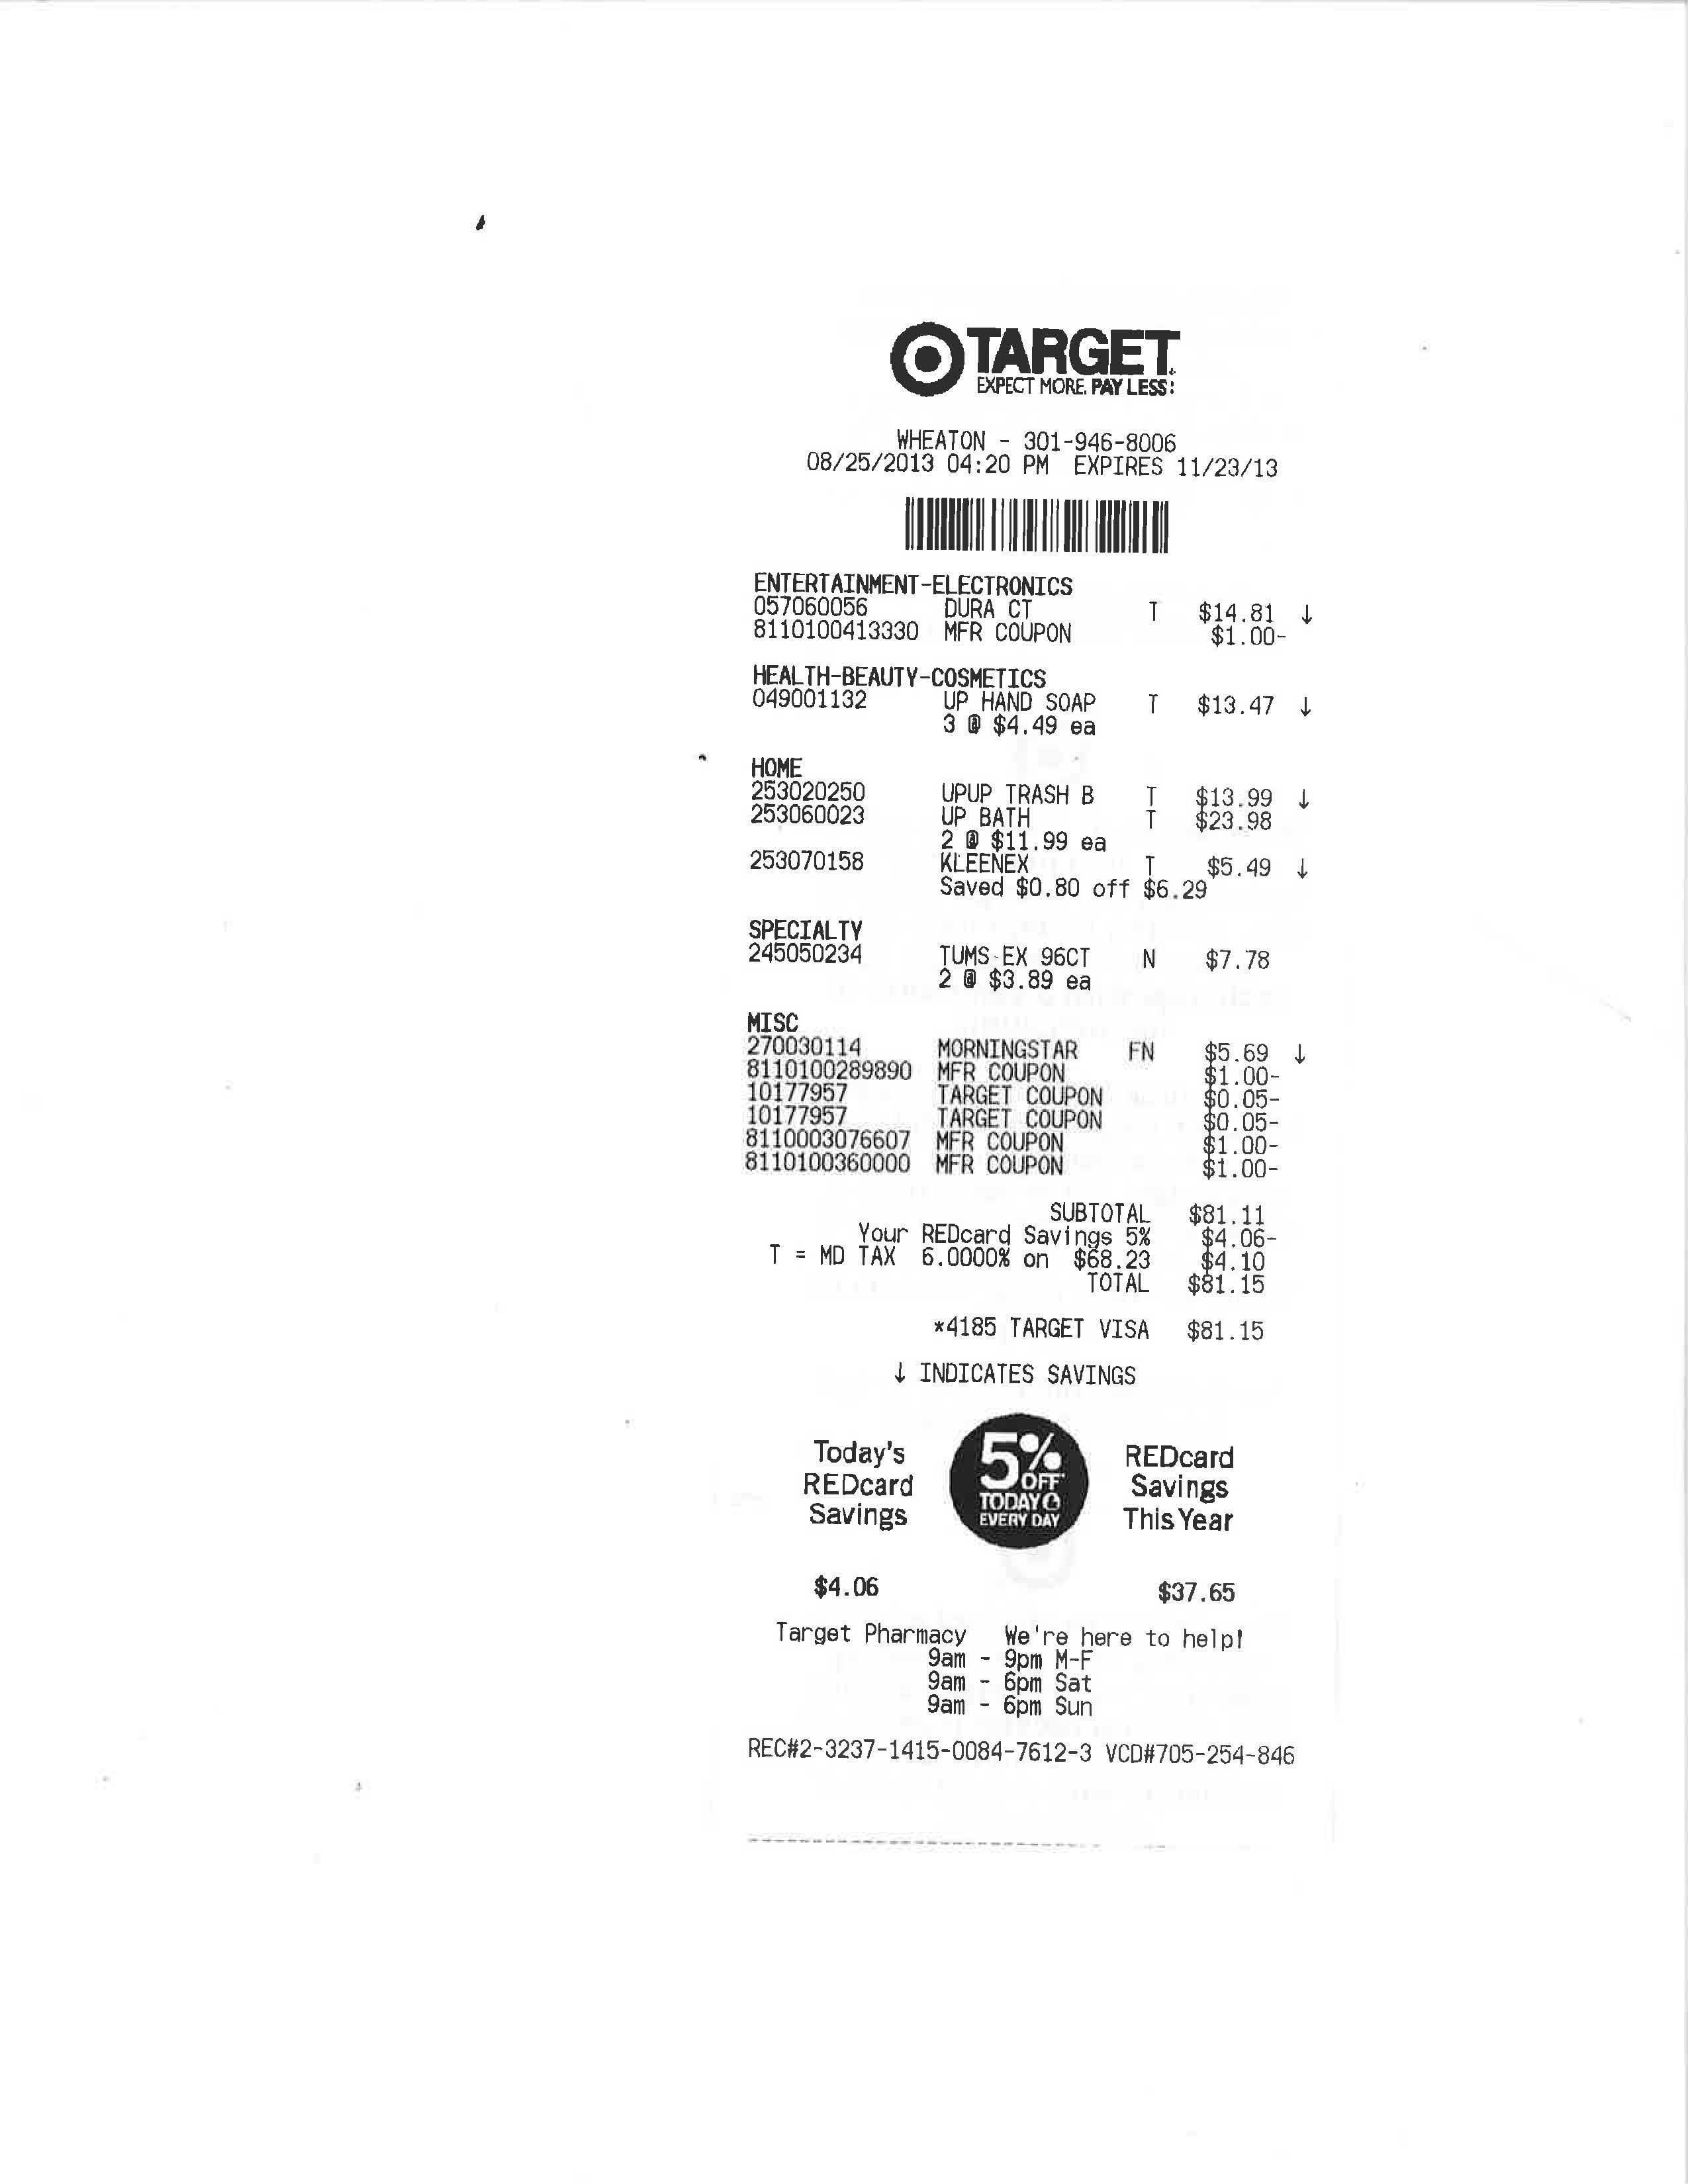 TARGET
EXPECT MORE. PAY LESS.
WHEATON - 301-946-8006
08/25/2013 04:20 PM EXPIRES 11/23/13
ENTERTAINMENT-ELECTRONICS
057060056 DURA CT T $14.81 ↓
8110100413330 MFR COUPON $1.00-
HEALTH-BEAUTY-COSMETICS
049001132 UP HAND SOAP T $13.47 ↓
3 @ $4.49 ea
HOME
253020250 UPUP TRASH B T $13.99 ↓
253060023 UP BATH T $23.98
2 @ $11.99 ea
253070158 KLEENEX T $5.49 ↓
Saved $0.80 off $6.29
SPECIALTY
245050234 TUMS EX 96CT N $7.78
2 @ $3.89 ea
MISC
270030114 MORNINGSTAR FN $5.69 ↓
8110100289890 MFR COUPON $1.00-
10177957 TARGET COUPON $0.05-
10177957 TARGET COUPON $0.05-
8110003076607 MFR COUPON $1.00-
8110100360000 MFR COUPON $1.00-
SUBTOTAL $81.11
Your REDcard Savings 5% $4.06-
T = MD TAX 6.0000% on $68.23 $4.10
TOTAL $81.15
*4185 TARGET VISA $81.15
↓ INDICATES SAVINGS
Today's
REDcard
Savings
5%
OFF
TODAY &
EVERY DAY
REDcard
Savings
This Year
$4.06 $37.65
Target Pharmacy We're here to help!
9am - 9pm M-F
9am - 6pm Sat
9am - 6pm Sun
REC#2-3237-1415-0084-7612-3 VCD#705-254-846